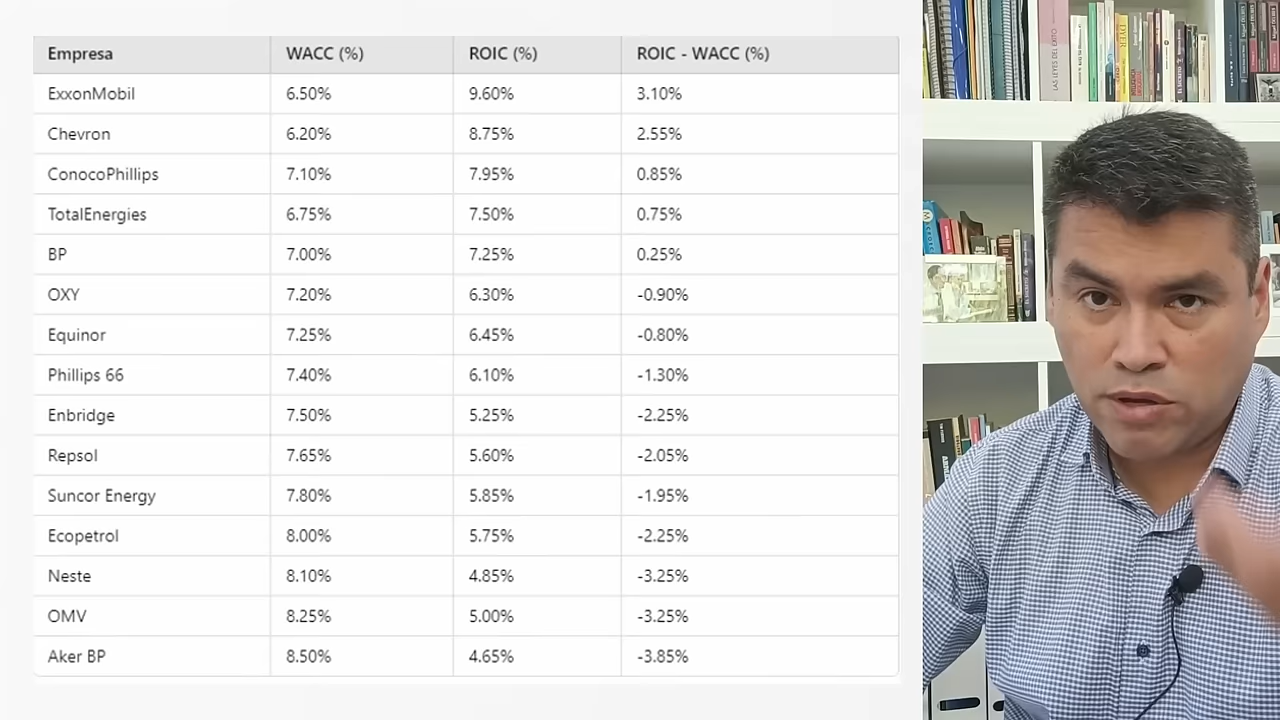 Empresa WACC (%) ROIC (%) ROIC - WACC (%)
ExxonMobil 6.50% 9.60% 3.10%
Chevron 6.20% 8.75% 2.55%
ConocoPhillips 7.10% 7.95% 0.85%
TotalEnergies 6.75% 7.50% 0.75%
BP 7.00% 7.25% 0.25%
OXY 7.20% 6.30% -0.90%
Equinor 7.25% 6.45% -0.80%
Phillips 66 7.40% 6.10% -1.30%
Enbridge 7.50% 5.25% -2.25%
Repsol 7.65% 5.60% -2.05%
Suncor Energy 7.80% 5.85% -1.95%
Ecopetrol 8.00% 5.75% -2.25%
Neste 8.10% 4.85% -3.25%
OMV 8.25% 5.00% -3.25%
Aker BP 8.50% 4.65% -3.85%
LAS LEYES DEL EXITO
DYER